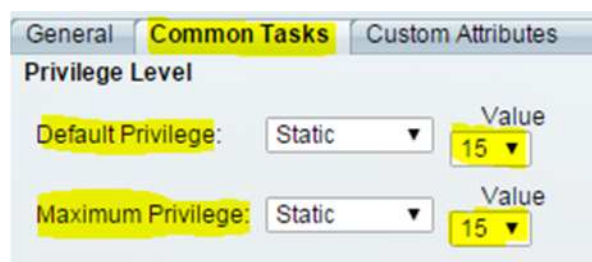 General Common Tasks Custom Attributes
Privilege Level
Value
Default Privilege: Static 15
Value
Maximum Privilege: Static 15